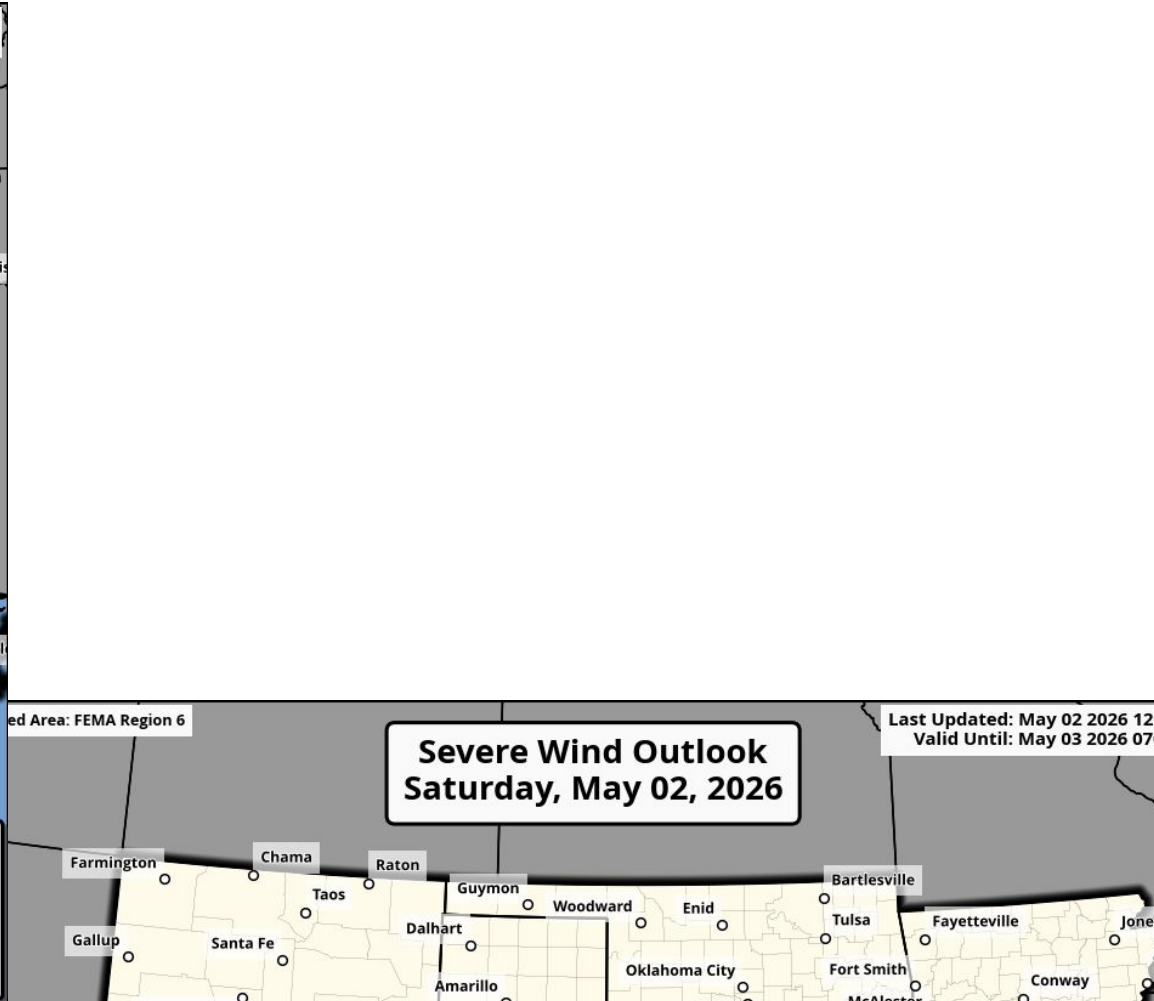 ed Area: FEMA Region 6
Severe Wind Outlook
Saturday, May 02, 2026
Last Updated: May 02 2026 12
Valid Until: May 03 2026 07
Farmington
Chama
Raton
Taos
Guymon
Woodward
Enid
Bartlesville
Tulsa
Fayetteville
Jone
Dalhart
Gallup
Santa Fe
Amarillo
Oklahoma City
Fort Smith
Conway
McAlester